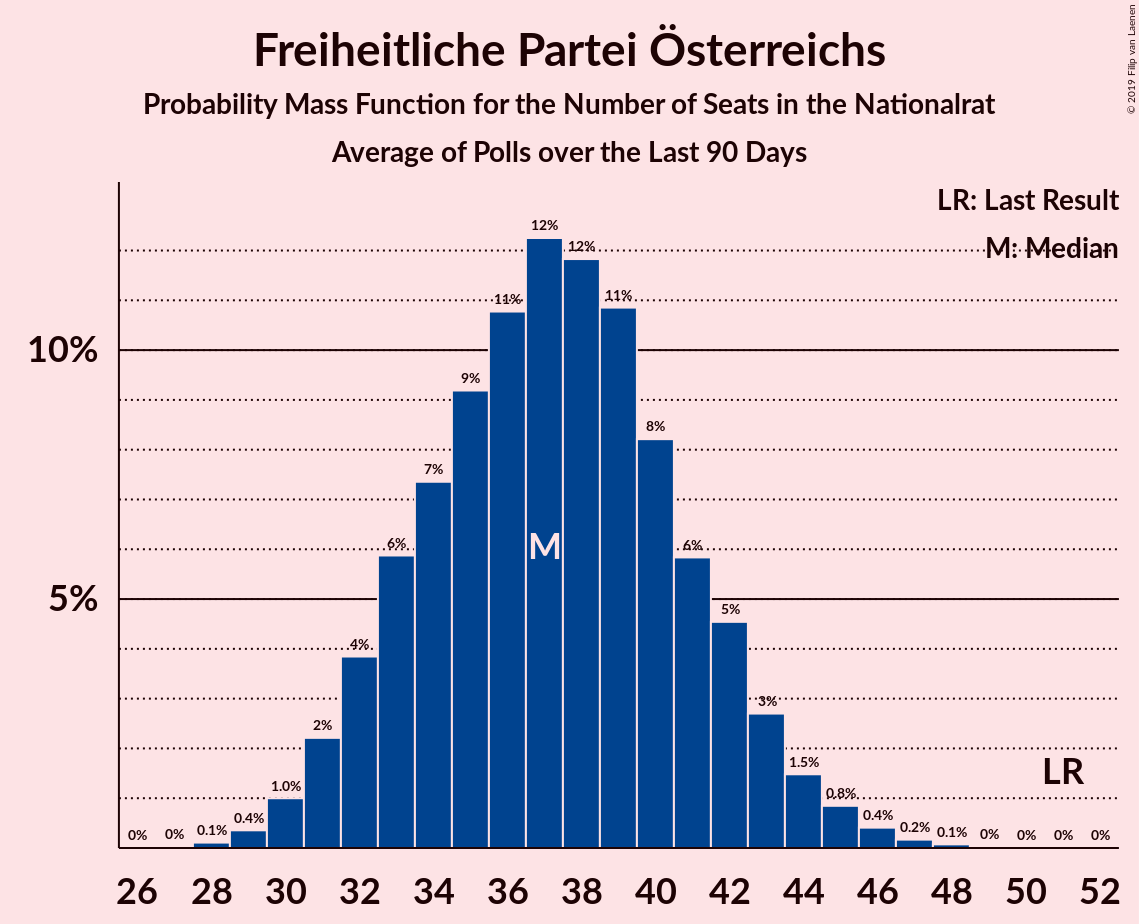 Freiheitliche Partei Österreichs
Probability Mass Function for the Number of Seats in the Nationalrat
Average of Polls over the Last 90 Days
© 2019 Filip van Laenen
LR: Last Result
M: Median
10%
5%
0% 0% 0.1% 0.4% 1.0% 2% 4% 6% 7% 9% 11% 12% 12% 11% 8% 6% 5% 3% 1.5% 0.8% 0.4% 0.2% 0.1% 0% 0% 0% 0%
M
LR
26 28 30 32 34 36 38 40 42 44 46 48 50 52